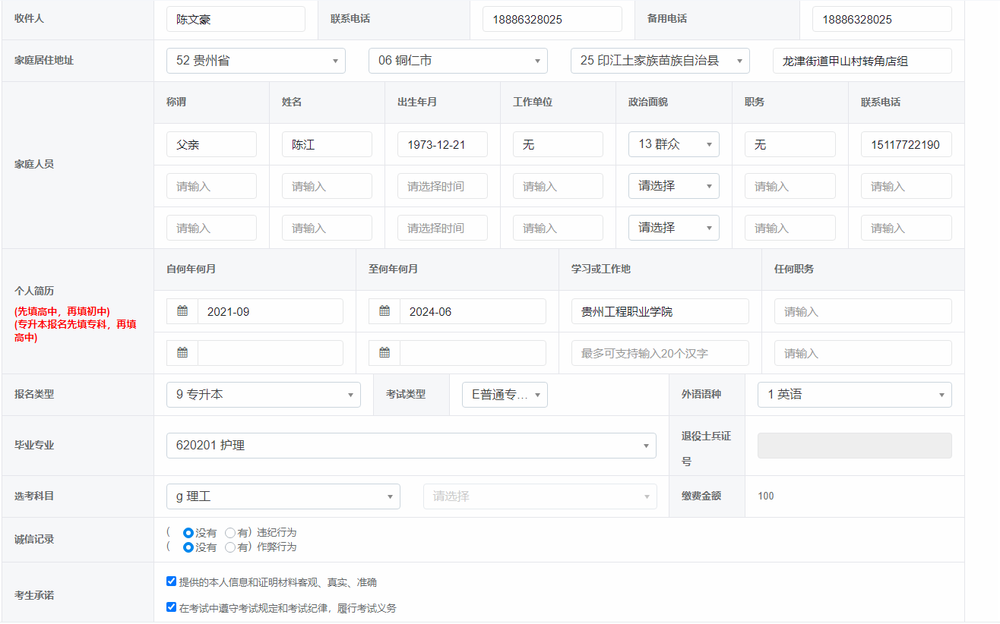 收件人 陈文豪 联系电话 18886328025 备用电话 18886328025
家庭居住地址 52 贵州省 06 铜仁市 25 印江土家族苗族自治县 龙津街道甲山村转角店组
称谓 姓名 出生年月 工作单位 政治面貌 职务 联系电话
父亲 陈江 1973-12-21 无 13 群众 无 15117722190
家庭人员
请输入 请输入 请选择时间 请输入 请选择 请输入 请输入
请输入 请输入 请选择时间 请输入 请选择 请输入 请输入
自何年何月 至何年何月 学习或工作地 任何职务
个人简历
(先填高中，再填初中)
(专升本报名先填专科，再填
高中)
2021-09 2024-06 贵州工程职业学院 请输入
最多可支持输入20个汉字 请输入
报名类型 9 专升本 考试类型 E普通专... 外语语种 1 英语
毕业专业 620201 护理 退役士兵证
号
选考科目 g 理工 请选择 缴费金额 100
诚信记录
( 没有 有) 违纪行为
( 没有 有) 作弊行为
考生承诺
提供的本人信息和证明材料客观、真实、准确
在考试中遵守考试规定和考试纪律，履行考试义务